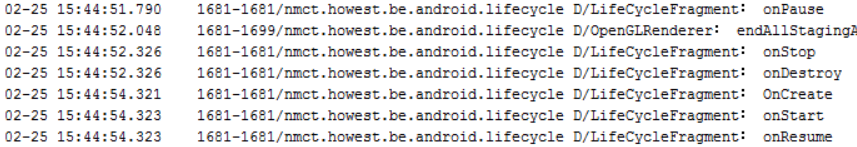 02-25 15:44:51.790 1681-1681/nmct.howest.be.android.lifecycle D/LifeCycleFragment: onPause
02-25 15:44:52.048 1681-1699/nmct.howest.be.android.lifecycle D/OpenGLRenderer: endAllStagingA
02-25 15:44:52.326 1681-1681/nmct.howest.be.android.lifecycle D/LifeCycleFragment: onStop
02-25 15:44:52.326 1681-1681/nmct.howest.be.android.lifecycle D/LifeCycleFragment: onDestroy
02-25 15:44:54.321 1681-1681/nmct.howest.be.android.lifecycle D/LifeCycleFragment: OnCreate
02-25 15:44:54.323 1681-1681/nmct.howest.be.android.lifecycle D/LifeCycleFragment: onStart
02-25 15:44:54.323 1681-1681/nmct.howest.be.android.lifecycle D/LifeCycleFragment: onResume